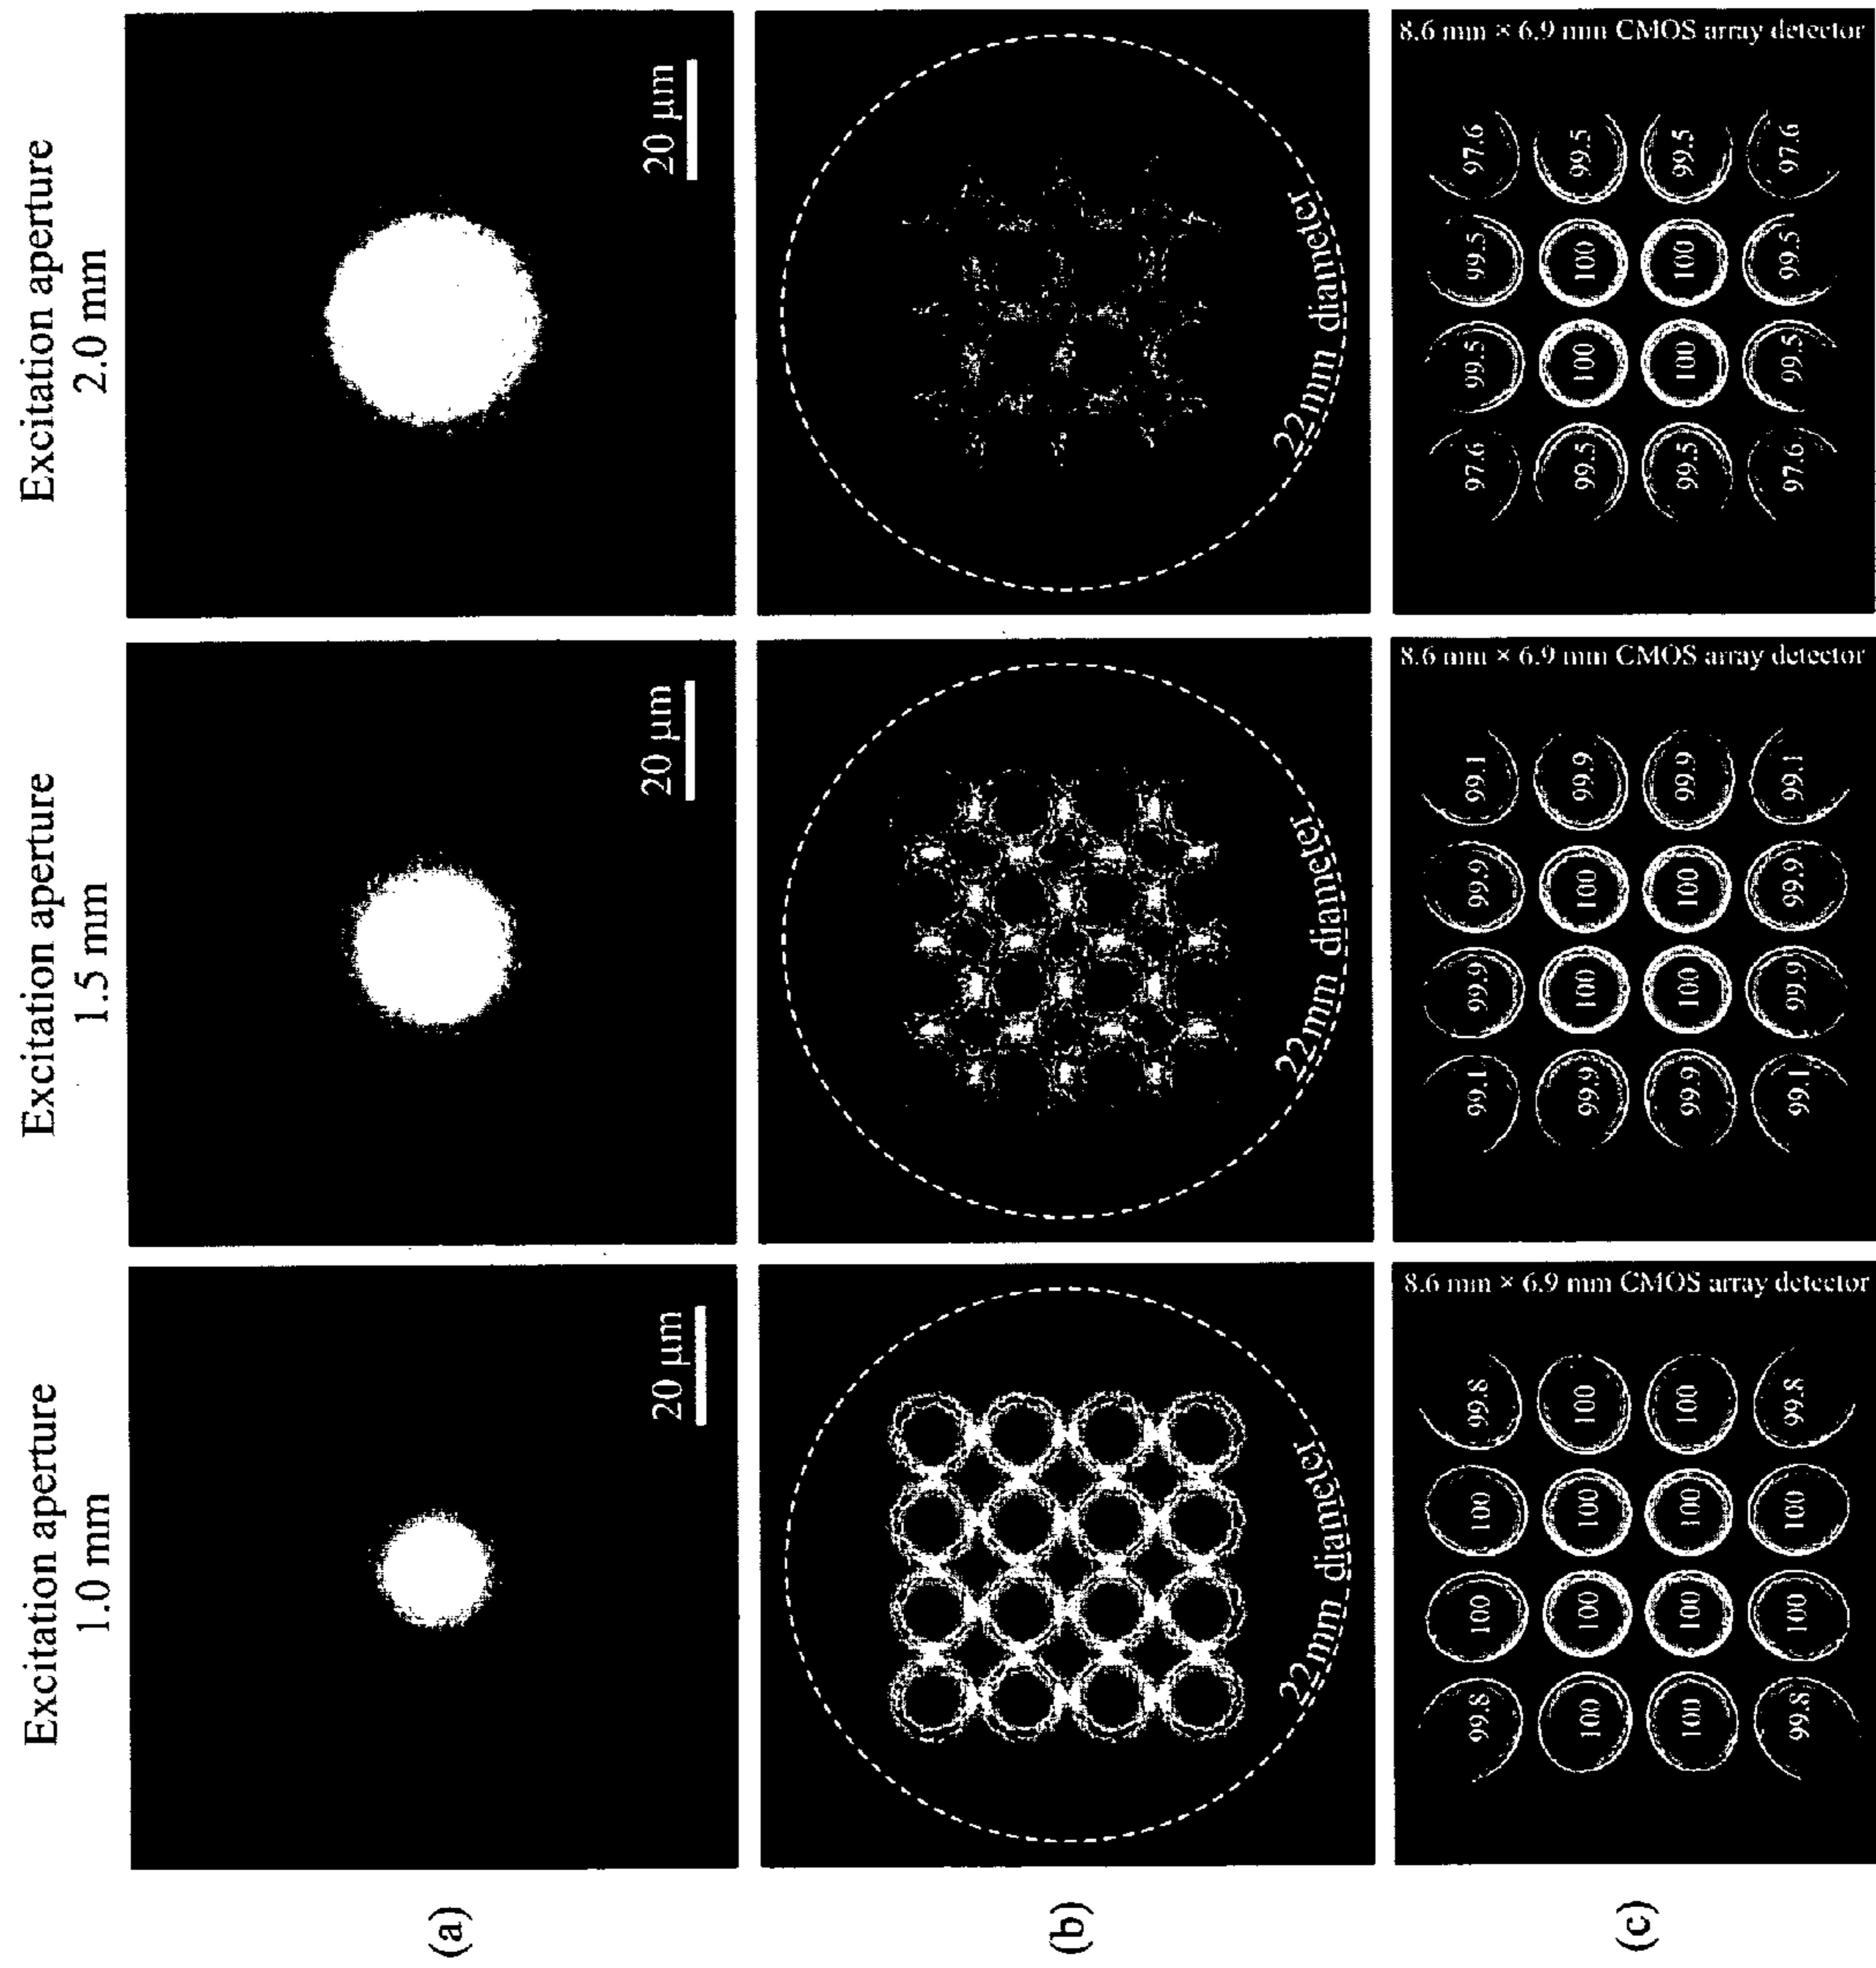 Excitation aperture
1.0 mm
Excitation aperture
1.5 mm
Excitation aperture
2.0 mm
(a)
20 µm
20 µm
20 µm
(b)
22mm diameter
22mm diameter
22mm diameter
(c)
99.8 100 100 99.8
100 100 100 100
100 100 100 100
99.8 100 100 99.8
8.6 mm × 6.9 mm CMOS array detector
99.1 99.9 99.9 99.1
99.9 100 100 99.9
99.9 100 100 99.9
99.1 99.9 99.9 99.1
8.6 mm × 6.9 mm CMOS array detector
97.6 99.5 99.5 97.6
99.5 100 100 99.5
99.5 100 100 99.5
97.6 99.5 99.5 97.6
8.6 mm × 6.9 mm CMOS array detector